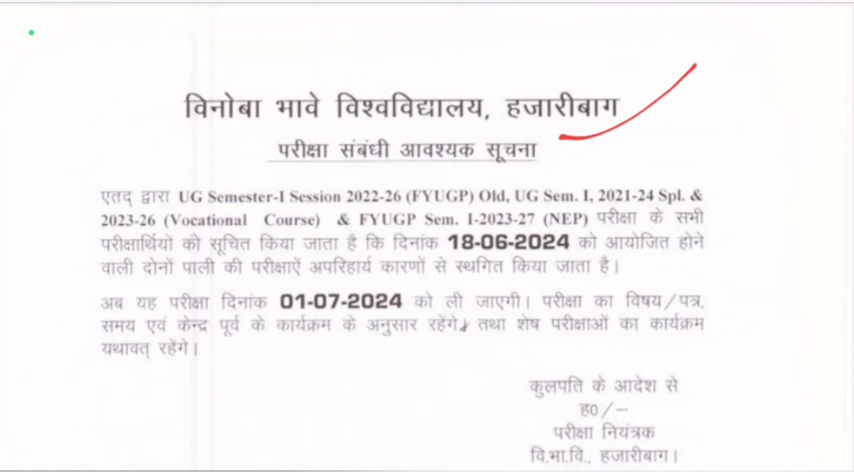 विनोबा भावे विश्वविद्यालय, हजारीबाग
परीक्षा संबंधी आवश्यक सूचना
एतद् द्वारा UG Semester-I Session 2022-26 (FYUGP) Old, UG Sem. I, 2021-24 Spl. &
2023-26 (Vocational Course) & FYUGP Sem. I-2023-27 (NEP) परीक्षा के सभी
परीक्षार्थियों की सूचित किया जाता है कि दिनांक 18-06-2024 को आयोजित होने
वाली दोनों पाली की परीक्षाऐं अपरिहार्य कारणों से स्थगित किया जाता है।
अब यह परीक्षा दिनांक 01-07-2024 को ली जाएगी। परीक्षा का विषय/पत्र,
समय एवं केन्द्र पूर्व के कार्यक्रम के अनुसार रहेंगे, तथा शेष परीक्षाओं का कार्यक्रम
यथावत् रहेंगे।
कुलपति के आदेश से
ह0/-
परीक्षा नियंत्रक
वि.भा.वि., हजारीबाग।